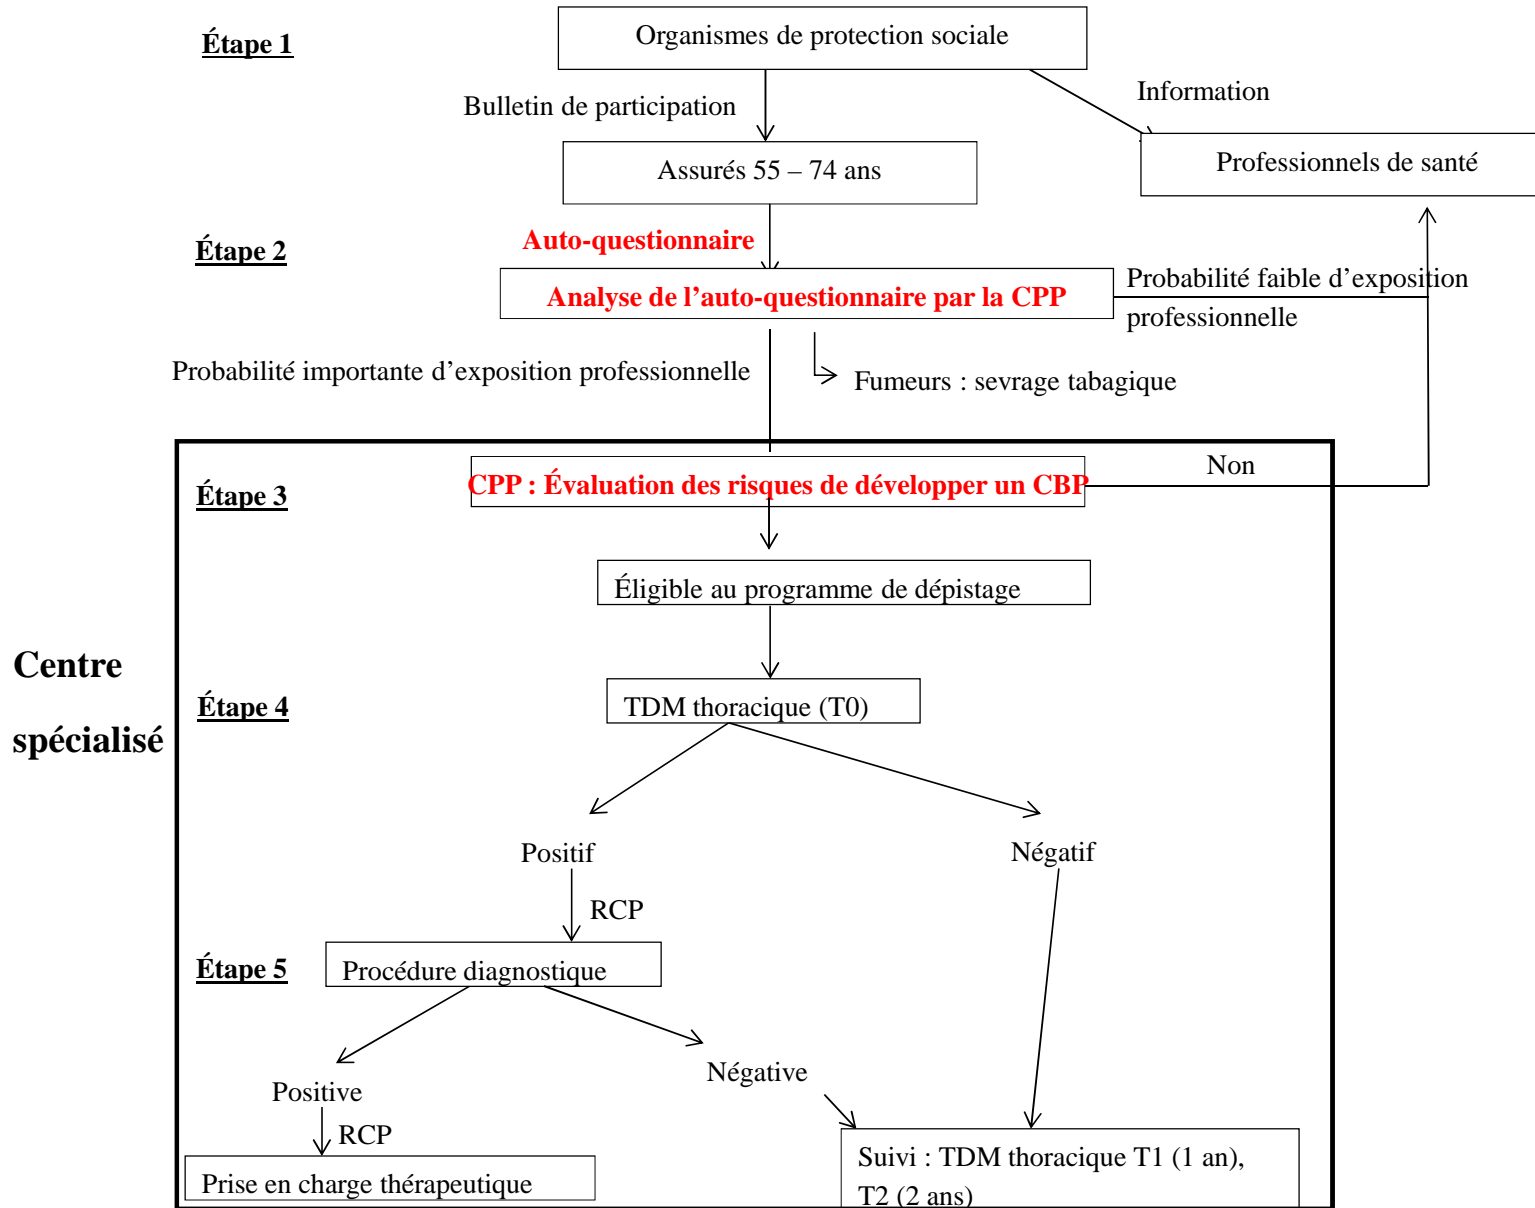 Étape 1
Organismes de protection sociale
Bulletin de participation
Information
Assurés 55 – 74 ans
Professionnels de santé
Étape 2
Auto-questionnaire
Analyse de l’auto-questionnaire par la CPP
Probabilité faible d’exposition
professionnelle
Probabilité importante d’exposition professionnelle
Fumeurs : sevrage tabagique
Étape 3
CPP : Évaluation des risques de développer un CBP
Non
Éligible au programme de dépistage
Centre
spécialisé
Étape 4
TDM thoracique (T0)
Positif
Négatif
RCP
Étape 5
Procédure diagnostique
Positive
Négative
RCP
Prise en charge thérapeutique
Suivi : TDM thoracique T1 (1 an),
T2 (2 ans)